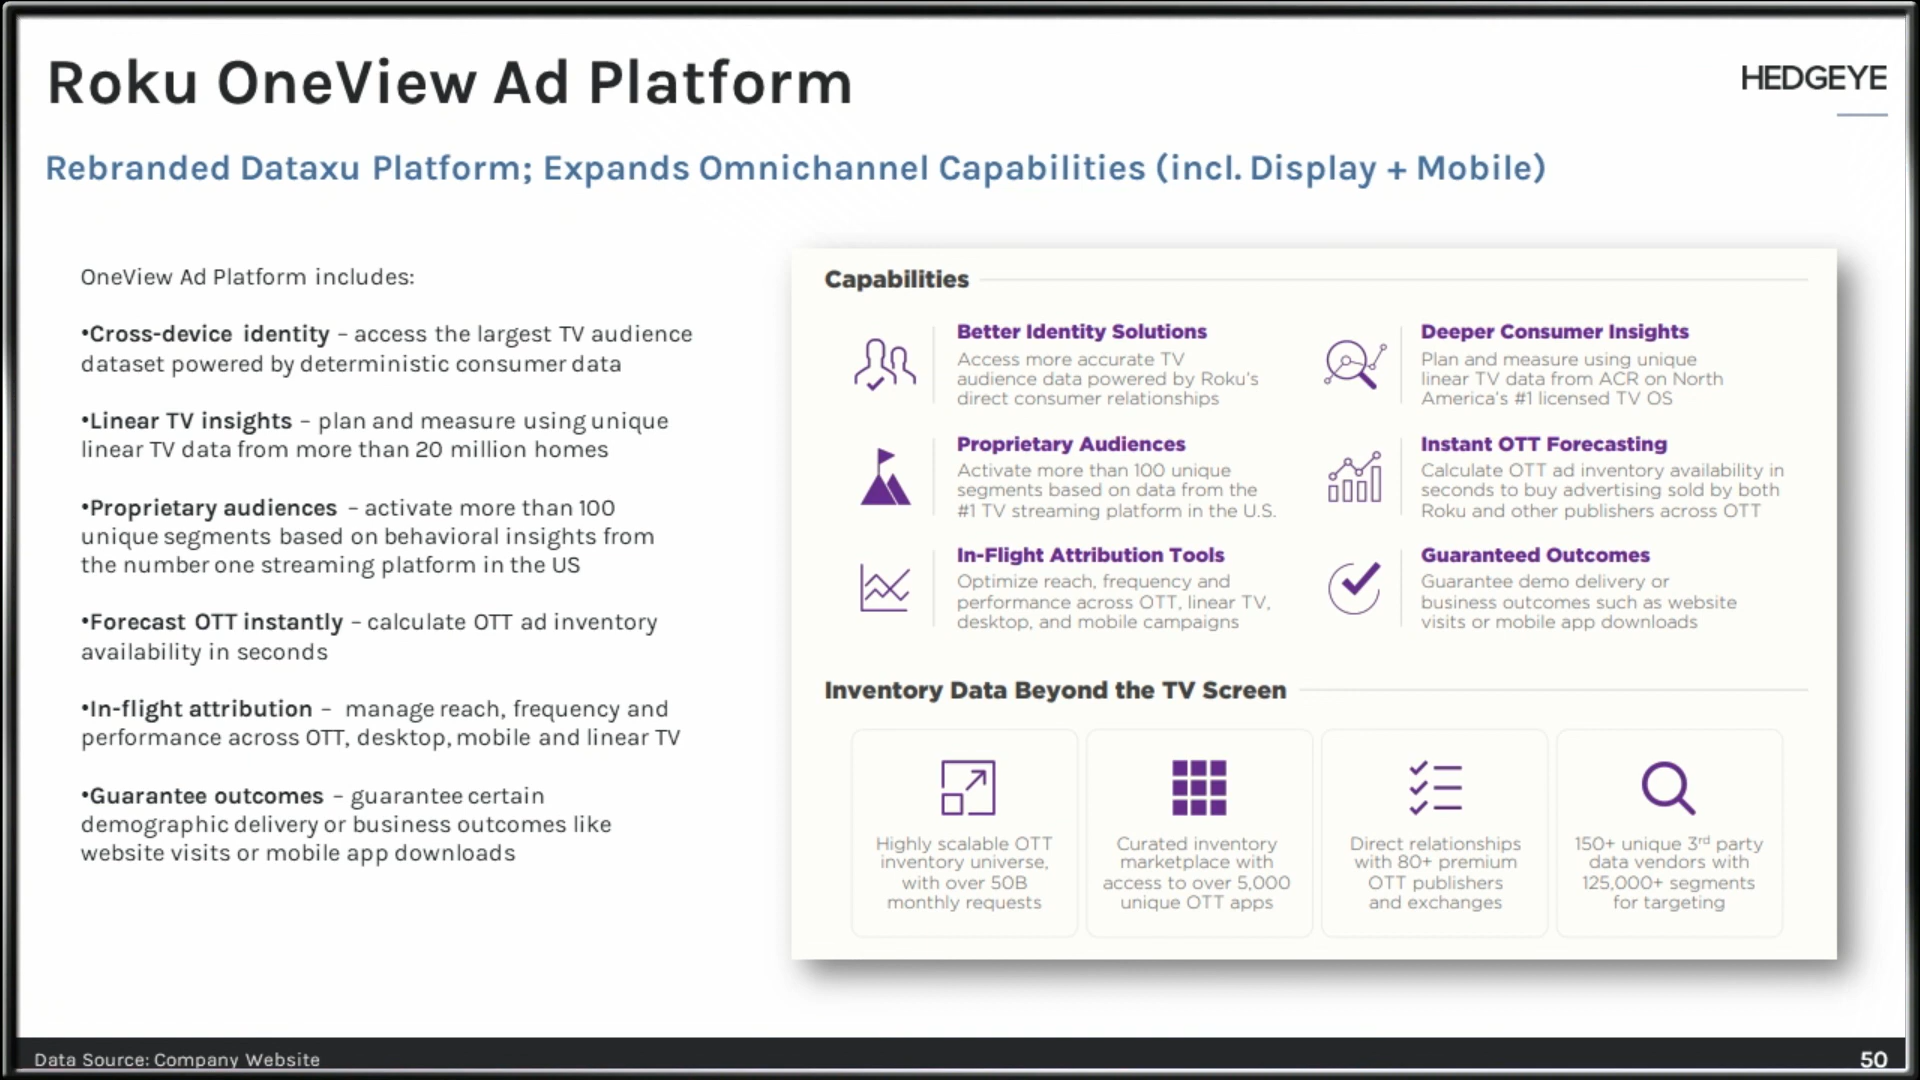 Roku OneView Ad Platform
HEDGEYE
Rebranded Dataxu Platform; Expands Omnichannel Capabilities (incl. Display + Mobile)
OneView Ad Platform includes:
•Cross-device identity – access the largest TV audience
dataset powered by deterministic consumer data
•Linear TV insights – plan and measure using unique
linear TV data from more than 20 million homes
•Proprietary audiences – activate more than 100
unique segments based on behavioral insights from
the number one streaming platform in the US
•Forecast OTT instantly – calculate OTT ad inventory
availability in seconds
•In-flight attribution – manage reach, frequency and
performance across OTT, desktop, mobile and linear TV
•Guarantee outcomes – guarantee certain
demographic delivery or business outcomes like
website visits or mobile app downloads
Capabilities
Better Identity Solutions
Access more accurate TV
audience data powered by Roku's
direct consumer relationships
Deeper Consumer Insights
Plan and measure using unique
linear TV data from ACR on North
America's #1 licensed TV OS
Proprietary Audiences
Activate more than 100 unique
segments based on data from the
#1 TV streaming platform in the U.S.
Instant OTT Forecasting
Calculate OTT ad inventory availability in
seconds to buy advertising sold by both
Roku and other publishers across OTT
In-Flight Attribution Tools
Optimize reach, frequency and
performance across OTT, linear TV,
desktop, and mobile campaigns
Guaranteed Outcomes
Guarantee demo delivery or
business outcomes such as website
visits or mobile app downloads
Inventory Data Beyond the TV Screen
Highly scalable OTT
inventory universe,
with over 50B
monthly requests
Curated inventory
marketplace with
access to over 5,000
unique OTT apps
Direct relationships
with 80+ premium
OTT publishers
and exchanges
150+ unique 3rd party
data vendors with
125,000+ segments
for targeting
Data Source: Company Website
50